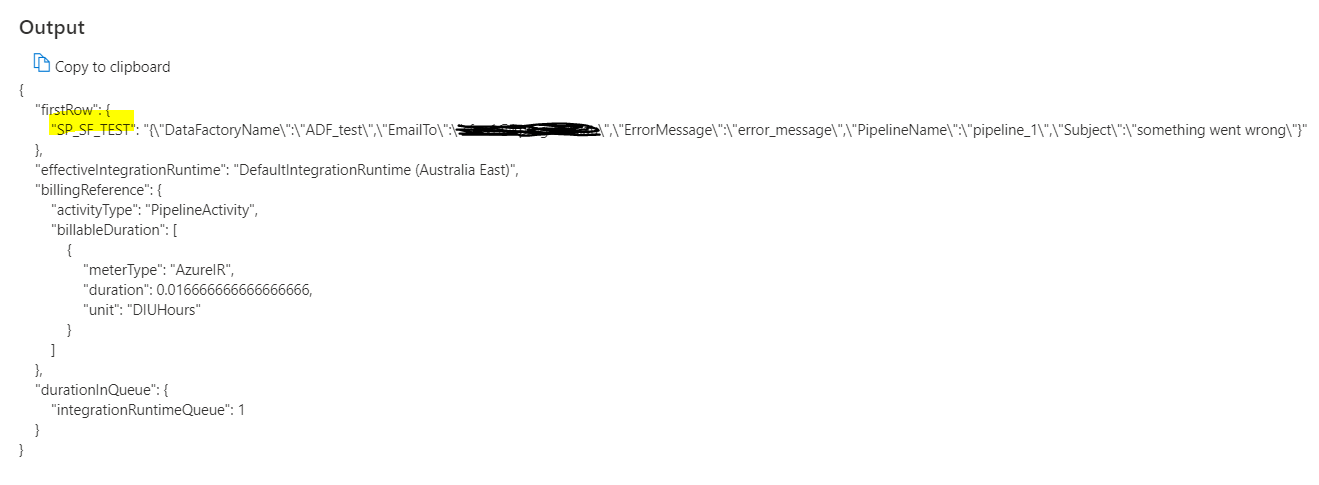 Output
Copy to clipboard
{
"firstRow": {
"SP_SF_TEST": "{\"DataFactoryName\":\"ADF_test\",\"EmailTo\":\ \",\"ErrorMessage\":\"error_message\",\"PipelineName\":\"pipeline_1\",\"Subject\":\"something went wrong\"}"
},
"effectiveIntegrationRuntime": "DefaultIntegrationRuntime (Australia East)",
"billingReference": {
"activityType": "PipelineActivity",
"billableDuration": [
{
"meterType": "AzureIR",
"duration": 0.016666666666666666,
"unit": "DIUHours"
}
]
},
"durationInQueue": {
"integrationRuntimeQueue": 1
}
}